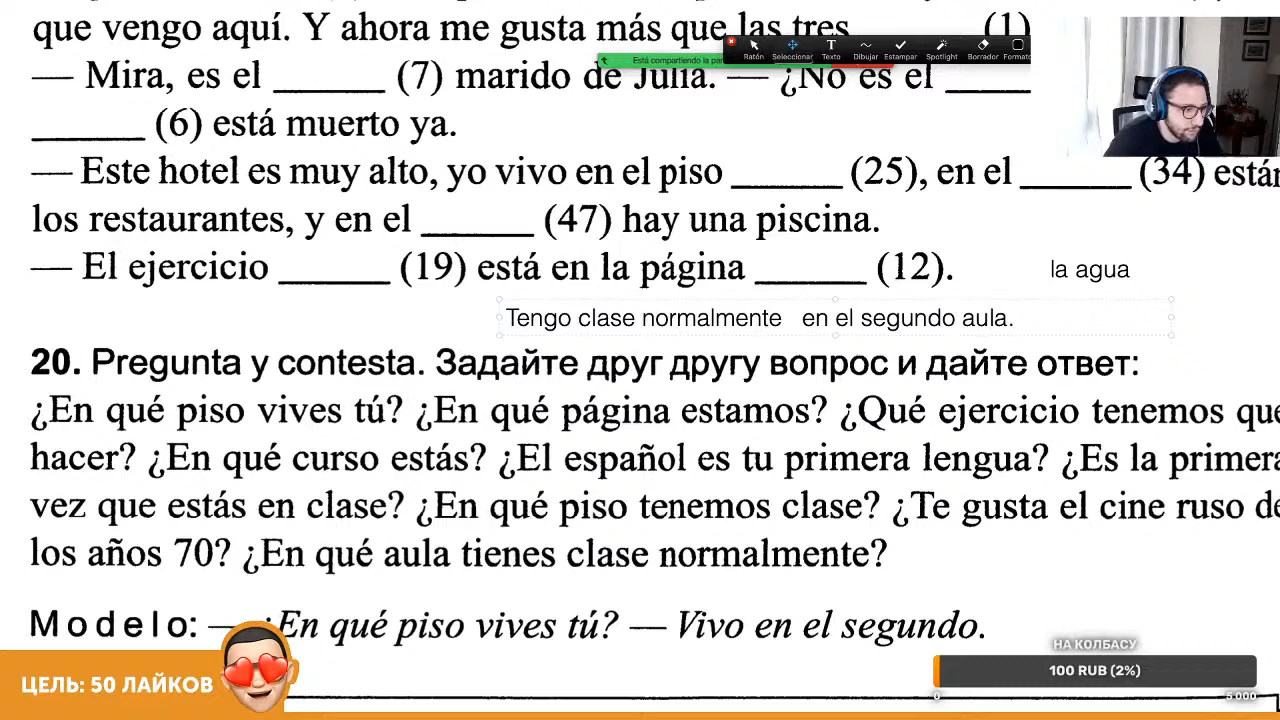 que vengo aquí. Y ahora me gusta más que las tres (1)
Ratón Seleccionar Texto Dibujar Estampar Spotlight Borrador Formato
Está compartiendo la
— Mira, es el ______ (7) marido de Julia. — ¿No es el _____
______ (6) está muerto ya.
— Este hotel es muy alto, yo vivo en el piso ______ (25), en el ______ (34) están
los restaurantes, y en el ______ (47) hay una piscina.
— El ejercicio ______ (19) está en la página ______ (12).
la agua
Tengo clase normalmente en el segundo aula.
20. Pregunta y contesta. Задайте друг другу вопрос и дайте ответ:
¿En qué piso vives tú? ¿En qué página estamos? ¿Qué ejercicio tenemos que
hacer? ¿En qué curso estás? ¿El español es tu primera lengua? ¿Es la primera
vez que estás en clase? ¿En qué piso tenemos clase? ¿Te gusta el cine ruso de
los años 70? ¿En qué aula tienes clase normalmente?
Modelo: — ¿En qué piso vives tú? — Vivo en el segundo.
НА КОЛБАСУ
100 RUB (2%)
0 5 000
ЦЕЛЬ: 50 ЛАЙКОВ